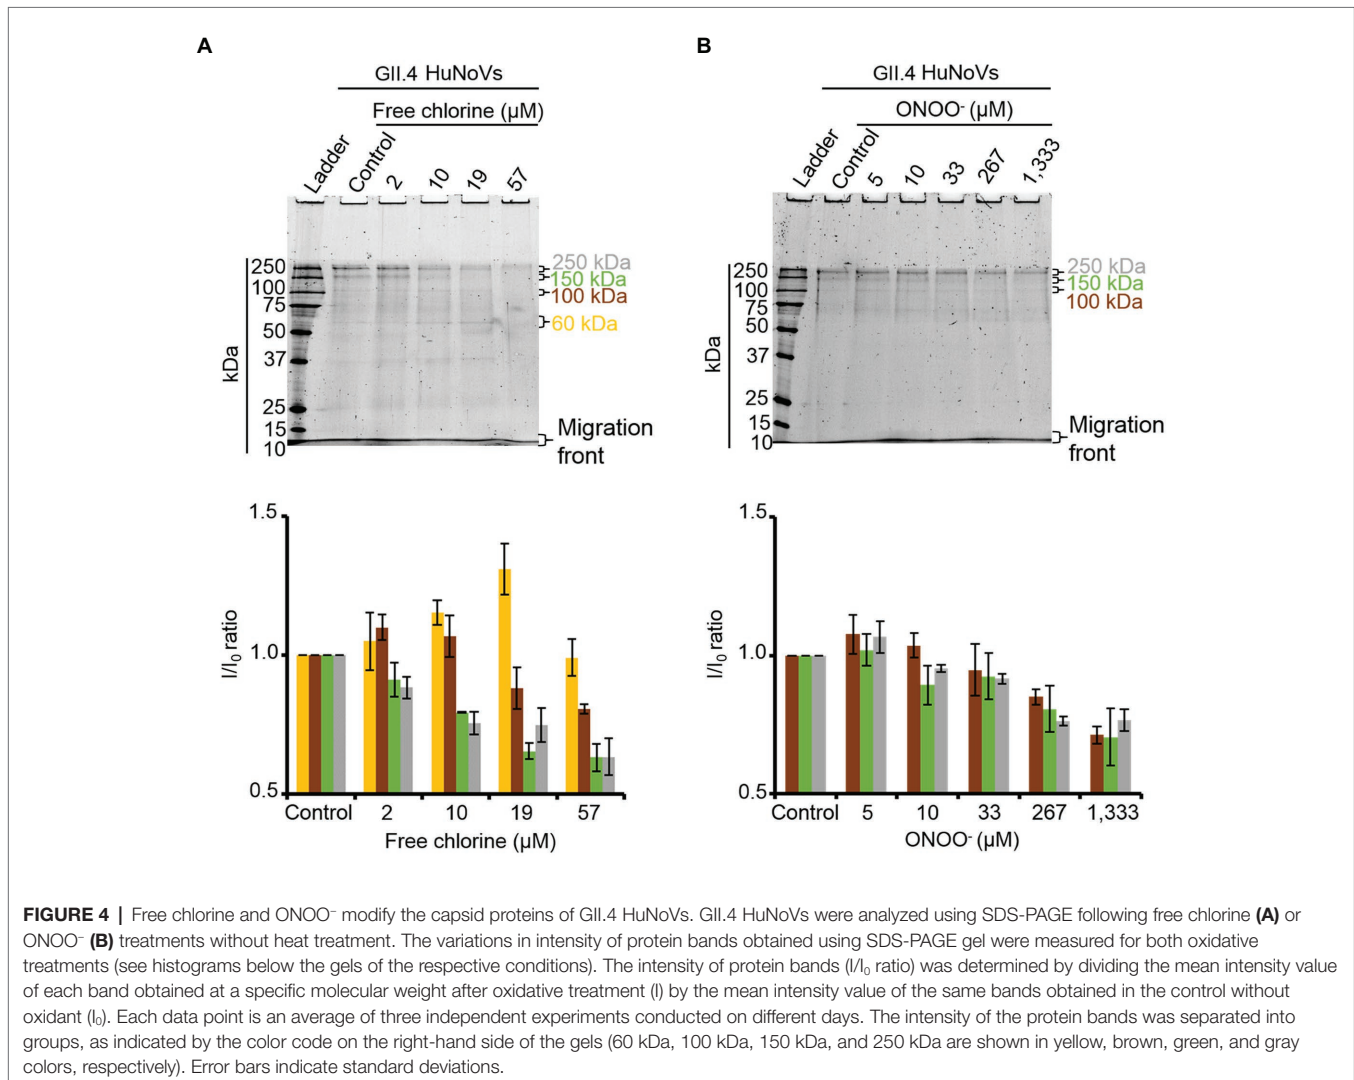 A
GII.4 HuNoVs
Free chlorine (µM)
Ladder
Control
2
10
19
57
250
100
75
50
37
25
15
10
kDa
250 kDa
150 kDa
100 kDa
60 kDa
Migration
front
1.5
1.0
0.5
I/I₀ ratio
Control 2 10 19 57
Free chlorine (µM)
B
GII.4 HuNoVs
ONOO⁻ (µM)
Ladder
Control
5
10
33
267
1,333
250
100
75
50
37
25
15
10
kDa
250 kDa
150 kDa
100 kDa
Migration
front
1.5
1.0
0.5
I/I₀ ratio
Control 5 10 33 267 1,333
ONOO⁻ (µM)
FIGURE 4 | Free chlorine and ONOO⁻ modify the capsid proteins of GII.4 HuNoVs. GII.4 HuNoVs were analyzed using SDS-PAGE following free chlorine (A) or
ONOO⁻ (B) treatments without heat treatment. The variations in intensity of protein bands obtained using SDS-PAGE gel were measured for both oxidative
treatments (see histograms below the gels of the respective conditions). The intensity of protein bands (I/I₀ ratio) was determined by dividing the mean intensity value
of each band obtained at a specific molecular weight after oxidative treatment (I) by the mean intensity value of the same bands obtained in the control without
oxidant (I₀). Each data point is an average of three independent experiments conducted on different days. The intensity of the protein bands was separated into
groups, as indicated by the color code on the right-hand side of the gels (60 kDa, 100 kDa, 150 kDa, and 250 kDa are shown in yellow, brown, green, and gray
colors, respectively). Error bars indicate standard deviations.